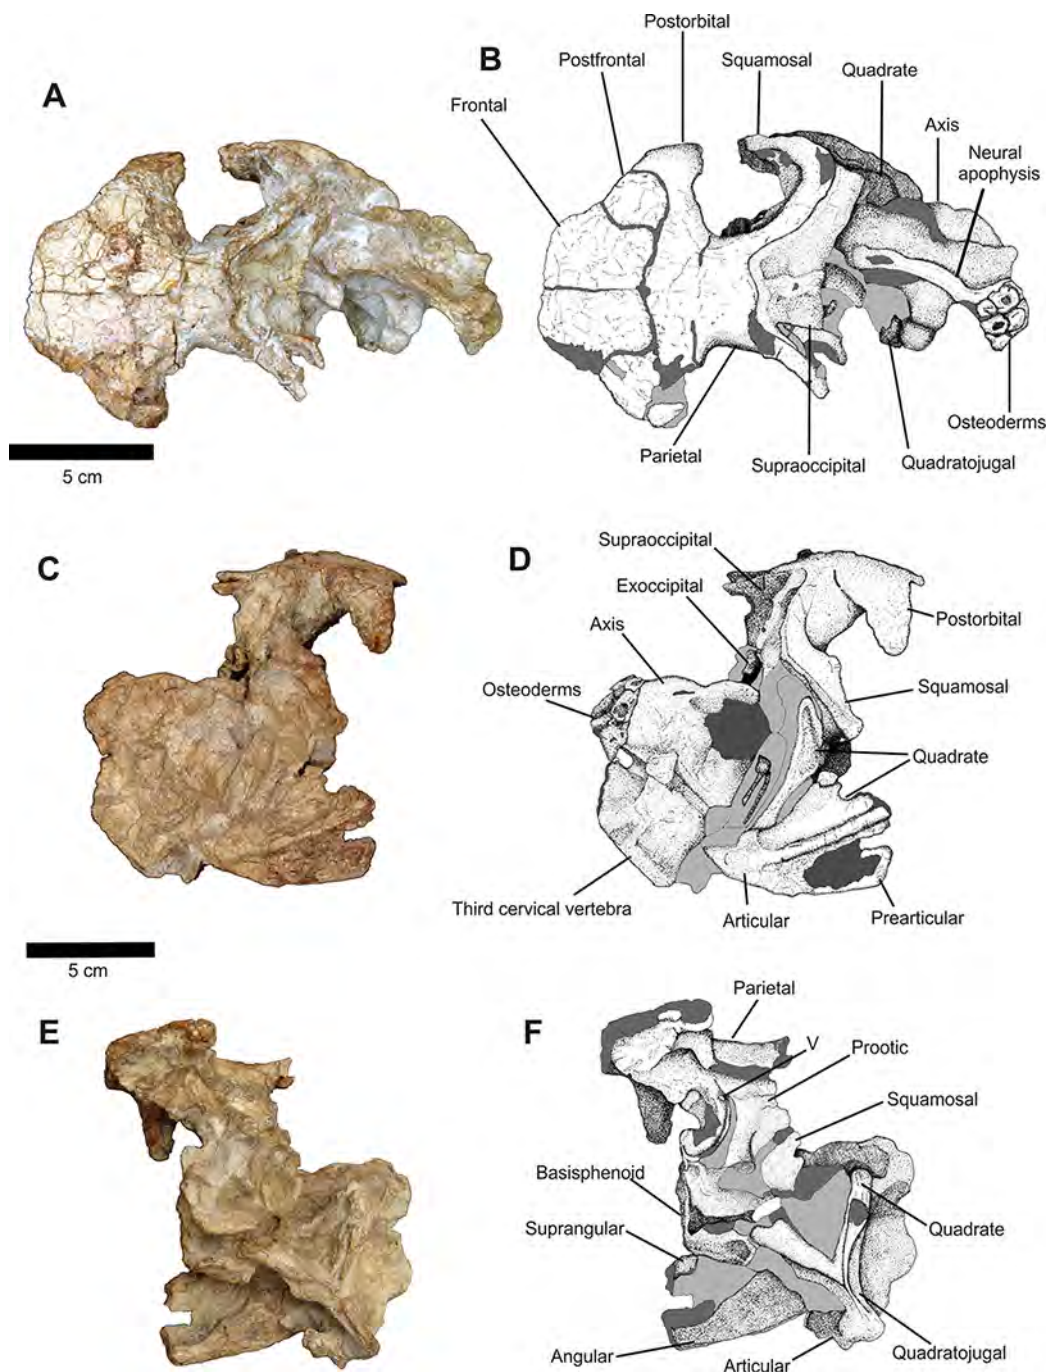 A
5 cm
B
Postorbital
Postfrontal
Squamosal
Frontal
Quadrate
Axis
Neural
apophysis
Osteoderms
Parietal
Supraoccipital
Quadratojugal
C
5 cm
D
Supraoccipital
Exoccipital
Axis
Osteoderms
Postorbital
Squamosal
Quadrate
Third cervical vertebra
Articular
Prearticular
E
F
Parietal
V
Prootic
Squamosal
Basisphenoid
Suprangular
Quadrate
Angular
Articular
Quadratojugal